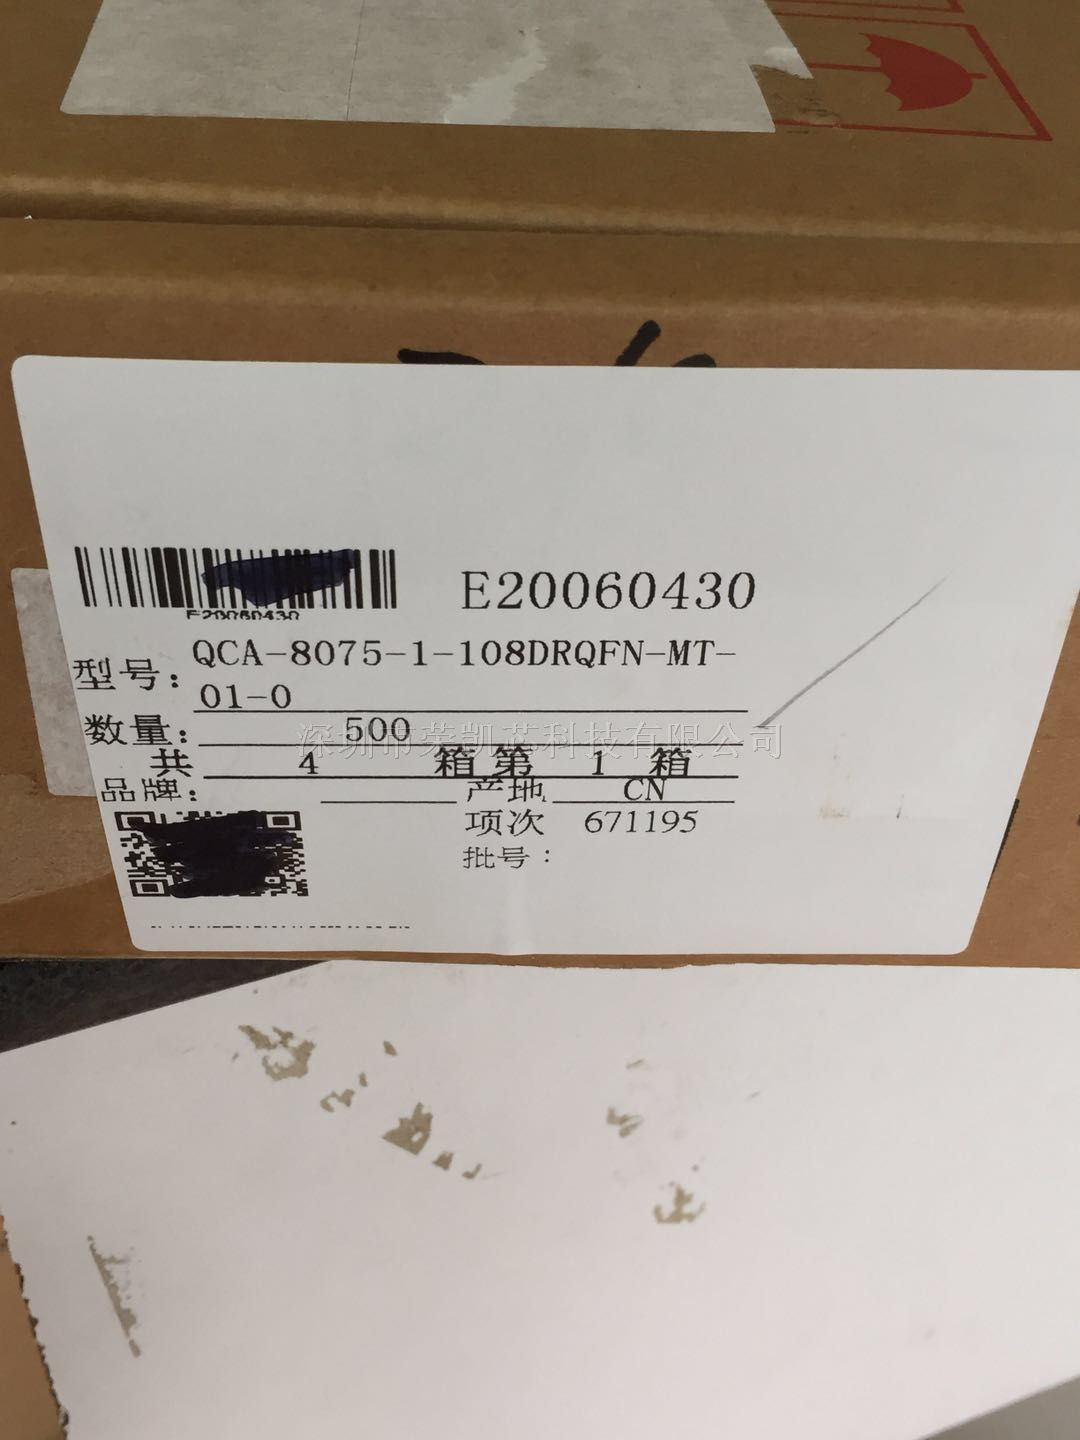 E20060430
E20060430
型号: QCA-8075-1-108DRQFN-MT-
01-0
数量: 500
深圳市荣凯芯科技有限公司
共 4 箱第 1 箱
品牌: 产地 CN
项次 671195
批号: